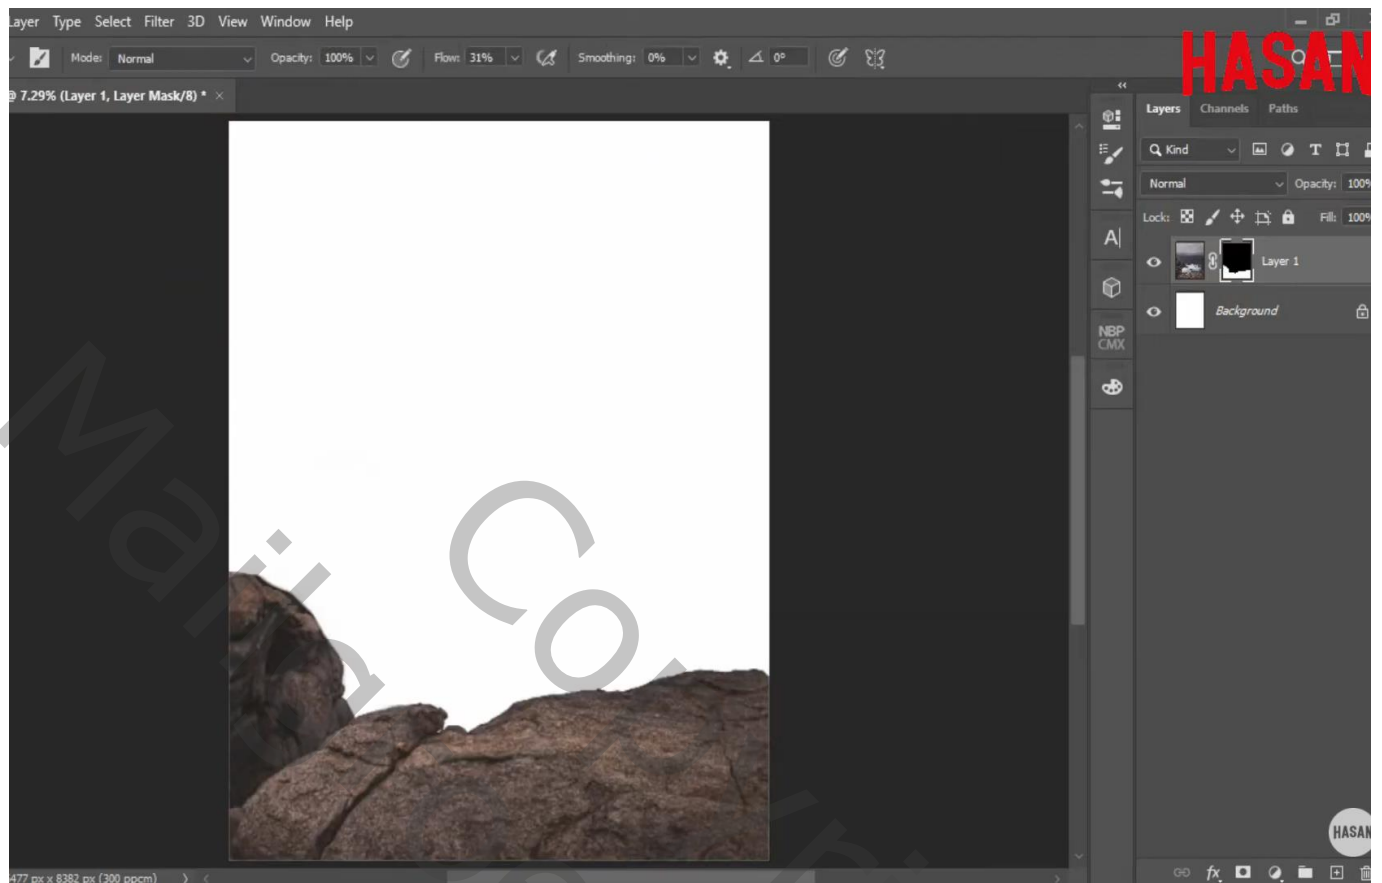 Layer Type Select Filter 3D View Window Help
HASAN
Mode: Normal Opacity: 100% Flow: 31% Smoothing: 0% 0°
@ 7.29% (Layer 1, Layer Mask/8) * ×
Layers Channels Paths
Kind
Normal Opacity: 100%
Lock: Fill: 100%
A|
Layer 1
Background
NBP
CMX
HASAN
fx
477 px x 8382 px (300 ppcm)